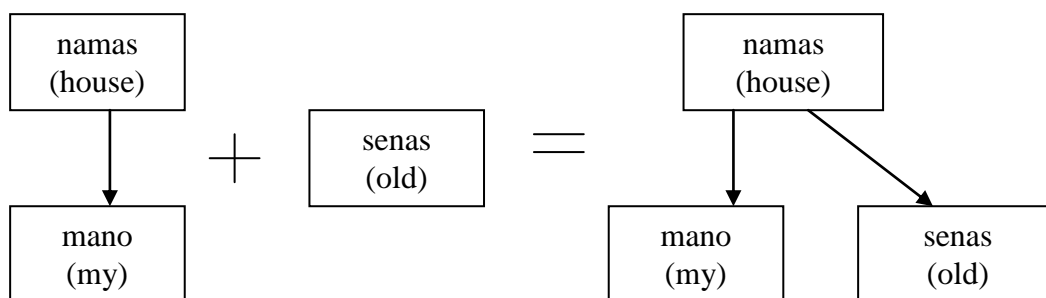 namas
(house)
mano
(my)
+
senas
(old)
=
namas
(house)
mano
(my)
senas
(old)